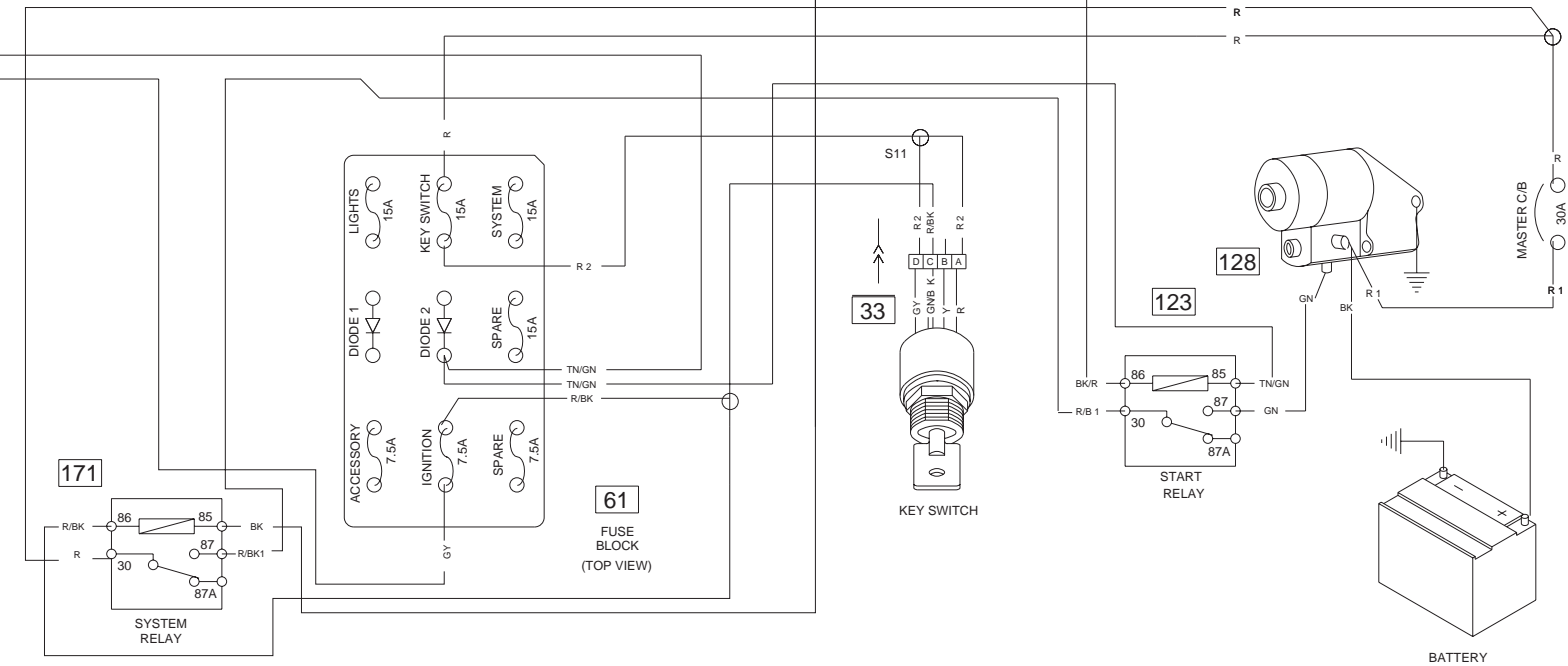 R
R
R
LIGHTS
15A
KEY SWITCH
15A
SYSTEM
15A
DIODE 1
DIODE 2
SPARE
15A
ACCESSORY
7.5A
IGNITION
7.5A
SPARE
7.5A
R 2
TN/GN
TN/GN
R/BK
GY
61
FUSE
BLOCK
(TOP VIEW)
171
R/BK
R
86
85
87
30
87A
BK
R/BK1
SYSTEM
RELAY
S11
R 2
R/BK
R 2
D C B A
33
GY
GN/B K
Y
R
KEY SWITCH
123
BK/R
R/B 1
86
85
87
30
87A
TN/GN
GN
START
RELAY
128
GN
BK
R 1
R
MASTER C/B
30A
R 1
−
+
BATTERY